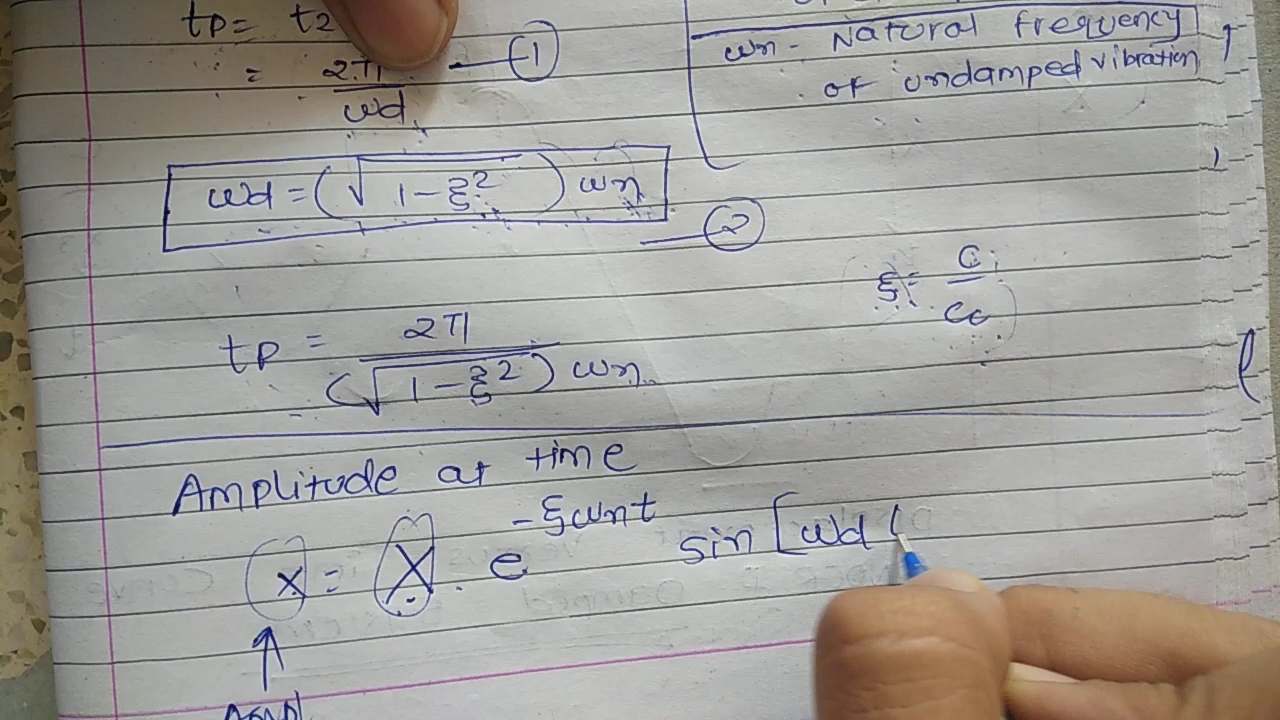 tp = t2
= 2π / ωd — (1)
ωn - Natural frequency
of undamped vibration
ωd = (√1-ξ²) ωn — (2)
ξ = C / Cc
tp = 2π / (√1-ξ²) ωn
Amplitude at time
x = X . e^-ξωnt sin [ωd (
↑
Ampl